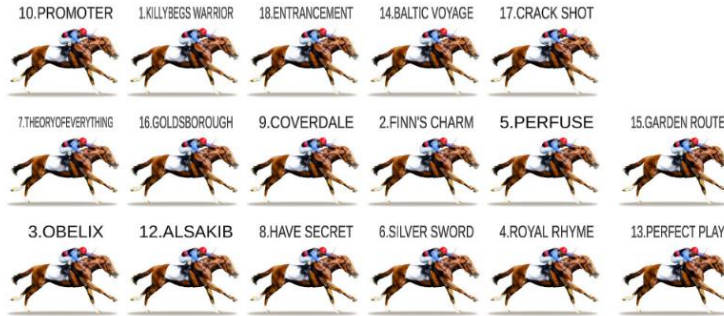 10.PROMOTER 1.KILLYBEGS WARRIOR 18.ENTRANCEMENT 14.BALTIC VOYAGE 17.CRACK SHOT
7.THEORYOFEVERYTHING 16.GOLDSBOROUGH 9.COVERDALE 2.FINN'S CHARM 5.PERFUSE 15.GARDEN ROUTE
3.OBELIX 12.ALSAKIB 8.HAVE SECRET 6.SILVER SWORD 4.ROYAL RHYME 13.PERFECT PLAY